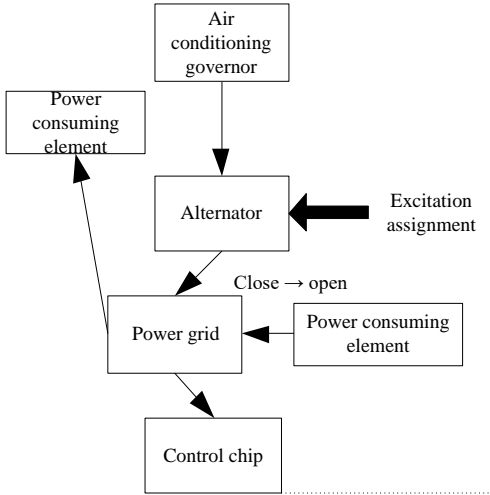 Air
conditioning
governor
Power
consuming
element
Alternator
Excitation
assignment
Close → open
Power grid
Power consuming
element
Control chip